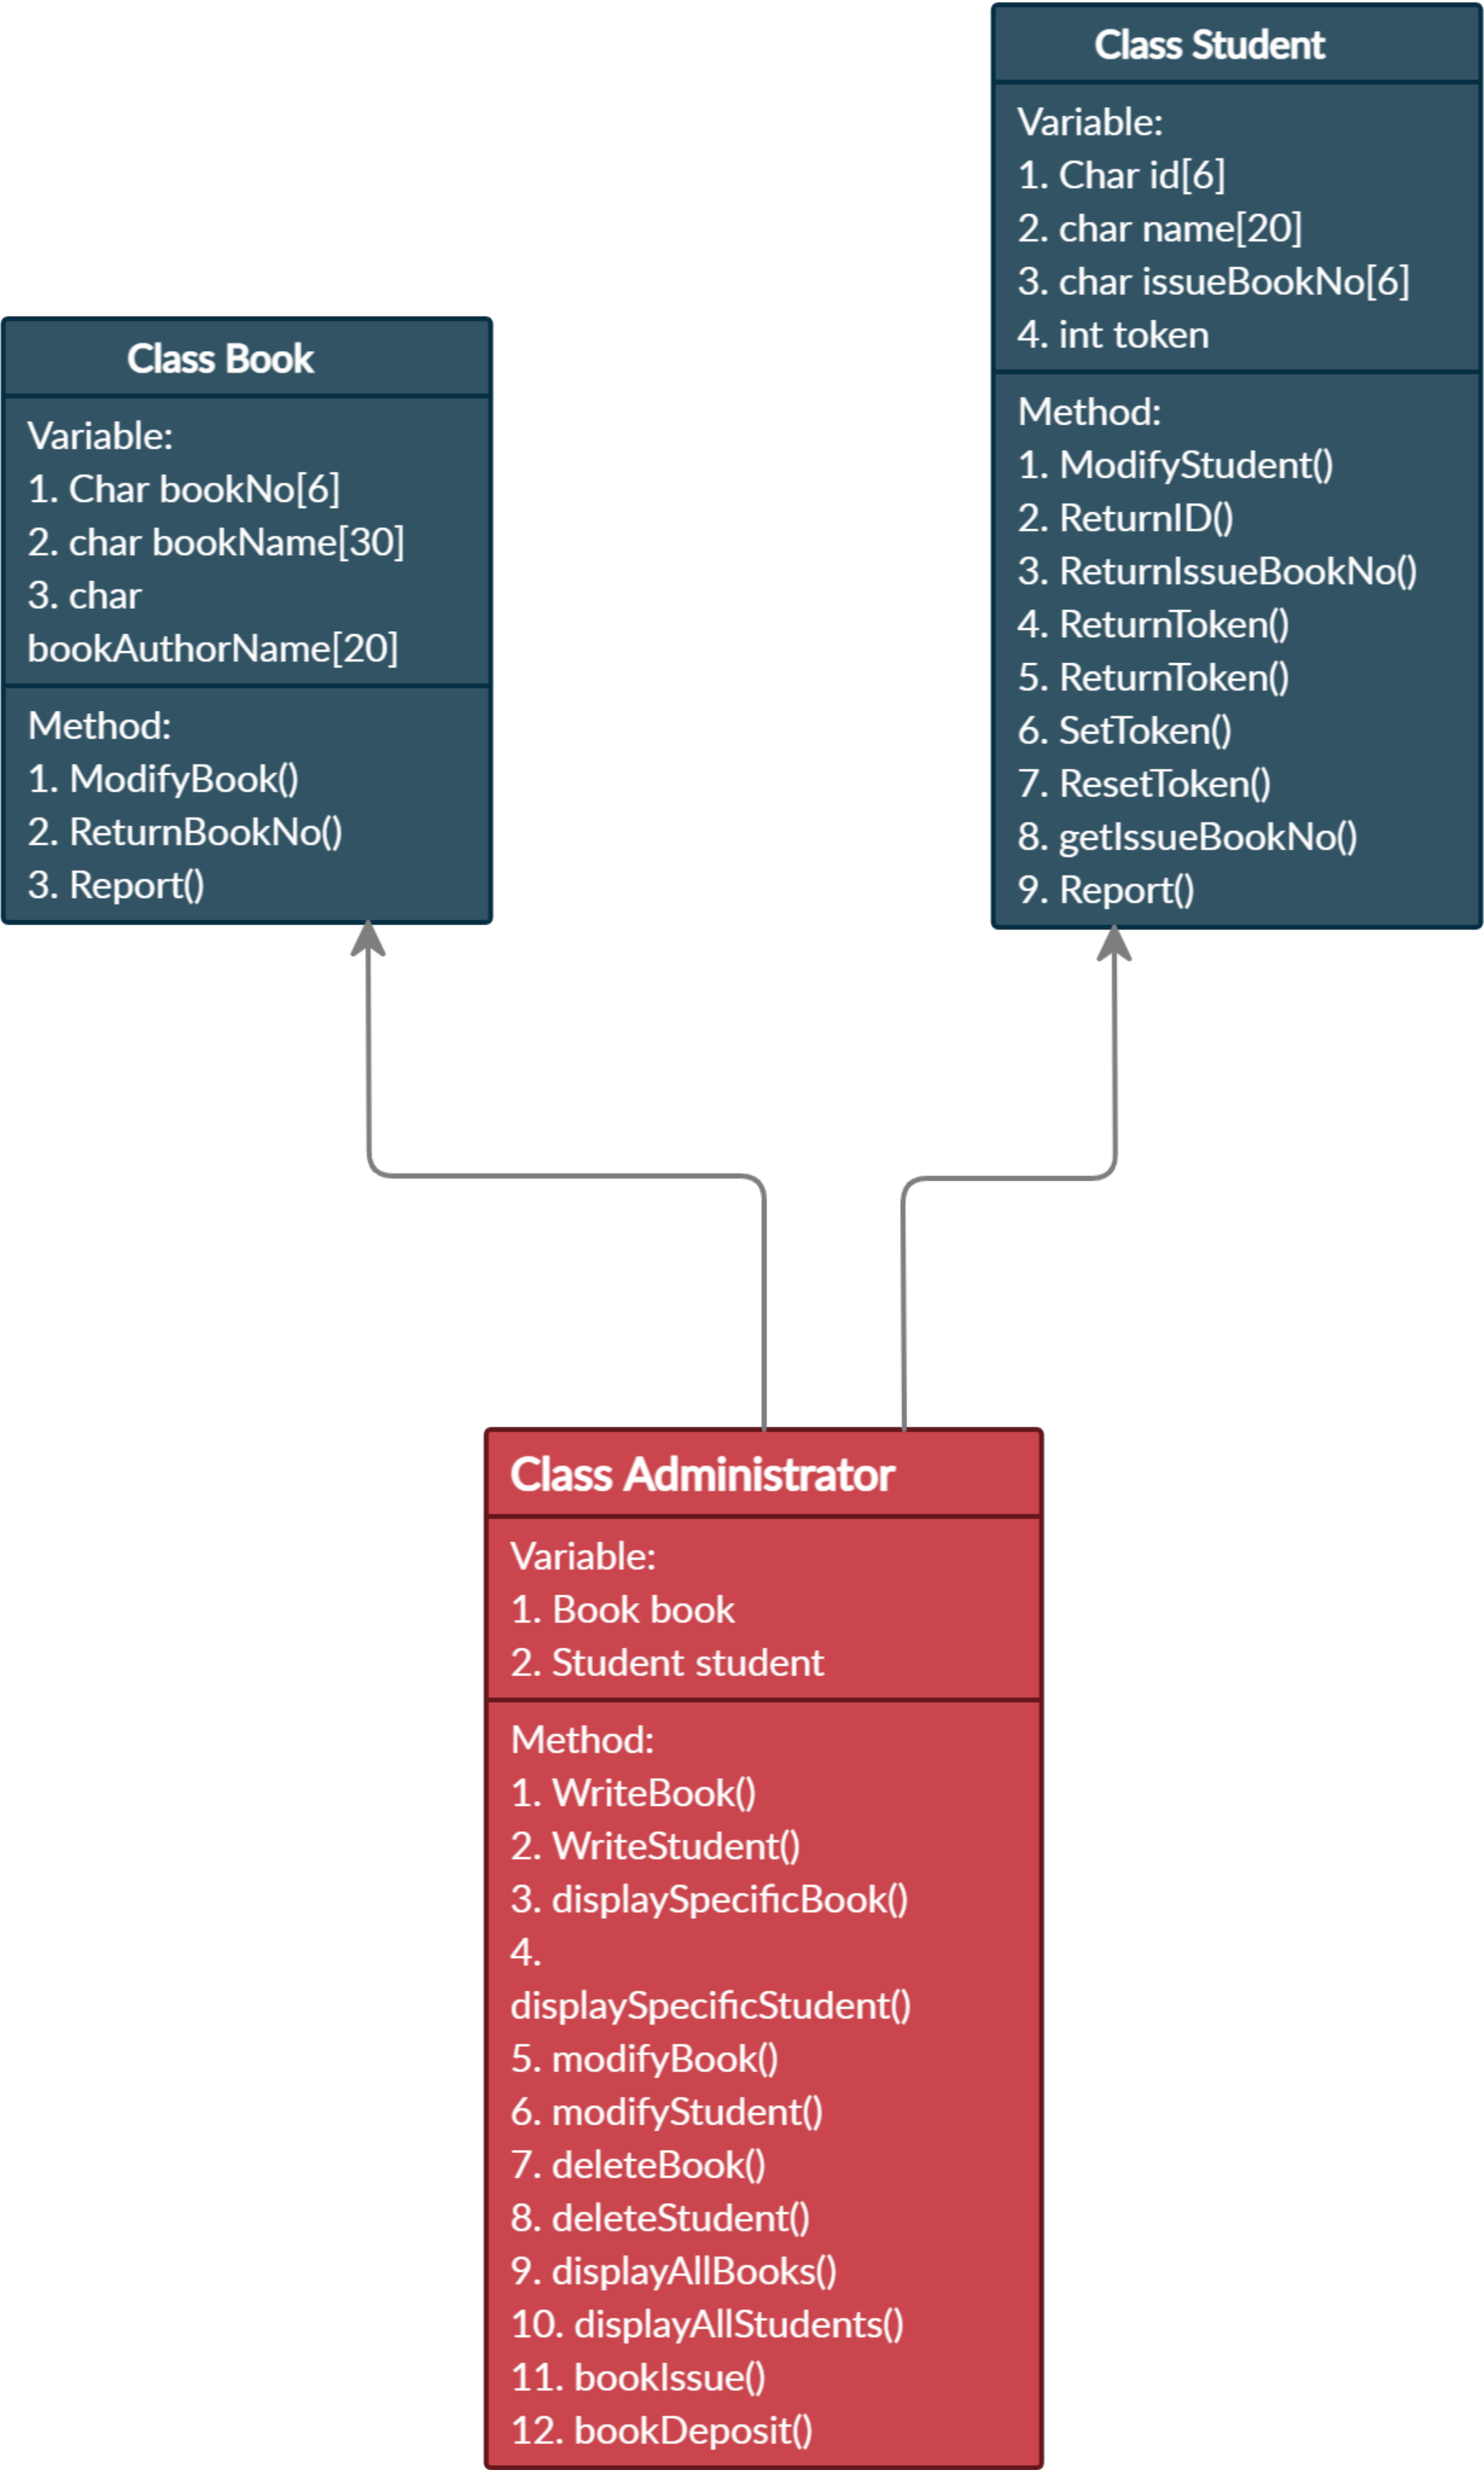 Class Student
Variable:
1. Char id[6]
2. char name[20]
3. char issueBookNo[6]
4. int token
Method:
1. ModifyStudent()
2. ReturnID()
3. ReturnIssueBookNo()
4. ReturnToken()
5. ReturnToken()
6. SetToken()
7. ResetToken()
8. getIssueBookNo()
9. Report()
Class Book
Variable:
1. Char bookNo[6]
2. char bookName[30]
3. char
bookAuthorName[20]
Method:
1. ModifyBook()
2. ReturnBookNo()
3. Report()
Class Administrator
Variable:
1. Book book
2. Student student
Method:
1. WriteBook()
2. WriteStudent()
3. displaySpecificBook()
4.
displaySpecificStudent()
5. modifyBook()
6. modifyStudent()
7. deleteBook()
8. deleteStudent()
9. displayAllBooks()
10. displayAllStudents()
11. bookIssue()
12. bookDeposit()